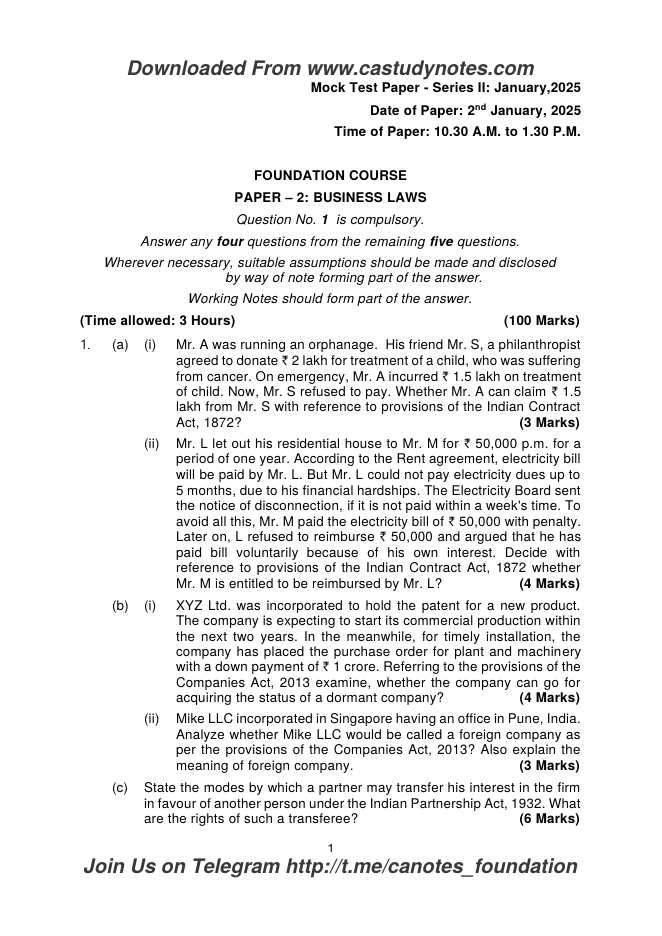 Downloaded From www.castudynotes.com
Mock Test Paper - Series II: January,2025
Date of Paper: 2nd January, 2025
Time of Paper: 10.30 A.M. to 1.30 P.M.
FOUNDATION COURSE
PAPER – 2: BUSINESS LAWS
Question No. 1 is compulsory.
Answer any four questions from the remaining five questions.
Wherever necessary, suitable assumptions should be made and disclosed
by way of note forming part of the answer.
Working Notes should form part of the answer.
(Time allowed: 3 Hours) (100 Marks)
1. (a) (i) Mr. A was running an orphanage. His friend Mr. S, a philanthropist
agreed to donate ₹ 2 lakh for treatment of a child, who was suffering
from cancer. On emergency, Mr. A incurred ₹ 1.5 lakh on treatment
of child. Now, Mr. S refused to pay. Whether Mr. A can claim ₹ 1.5
lakh from Mr. S with reference to provisions of the Indian Contract
Act, 1872? (3 Marks)
(ii) Mr. L let out his residential house to Mr. M for ₹ 50,000 p.m. for a
period of one year. According to the Rent agreement, electricity bill
will be paid by Mr. L. But Mr. L could not pay electricity dues up to
5 months, due to his financial hardships. The Electricity Board sent
the notice of disconnection, if it is not paid within a week's time. To
avoid all this, Mr. M paid the electricity bill of ₹ 50,000 with penalty.
Later on, L refused to reimburse ₹ 50,000 and argued that he has
paid bill voluntarily because of his own interest. Decide with
reference to provisions of the Indian Contract Act, 1872 whether
Mr. M is entitled to be reimbursed by Mr. L? (4 Marks)
(b) (i) XYZ Ltd. was incorporated to hold the patent for a new product.
The company is expecting to start its commercial production within
the next two years. In the meanwhile, for timely installation, the
company has placed the purchase order for plant and machinery
with a down payment of ₹ 1 crore. Referring to the provisions of the
Companies Act, 2013 examine, whether the company can go for
acquiring the status of a dormant company? (4 Marks)
(ii) Mike LLC incorporated in Singapore having an office in Pune, India.
Analyze whether Mike LLC would be called a foreign company as
per the provisions of the Companies Act, 2013? Also explain the
meaning of foreign company. (3 Marks)
(c) State the modes by which a partner may transfer his interest in the firm
in favour of another person under the Indian Partnership Act, 1932. What
are the rights of such a transferee? (6 Marks)
1
Join Us on Telegram http://t.me/canotes_foundation